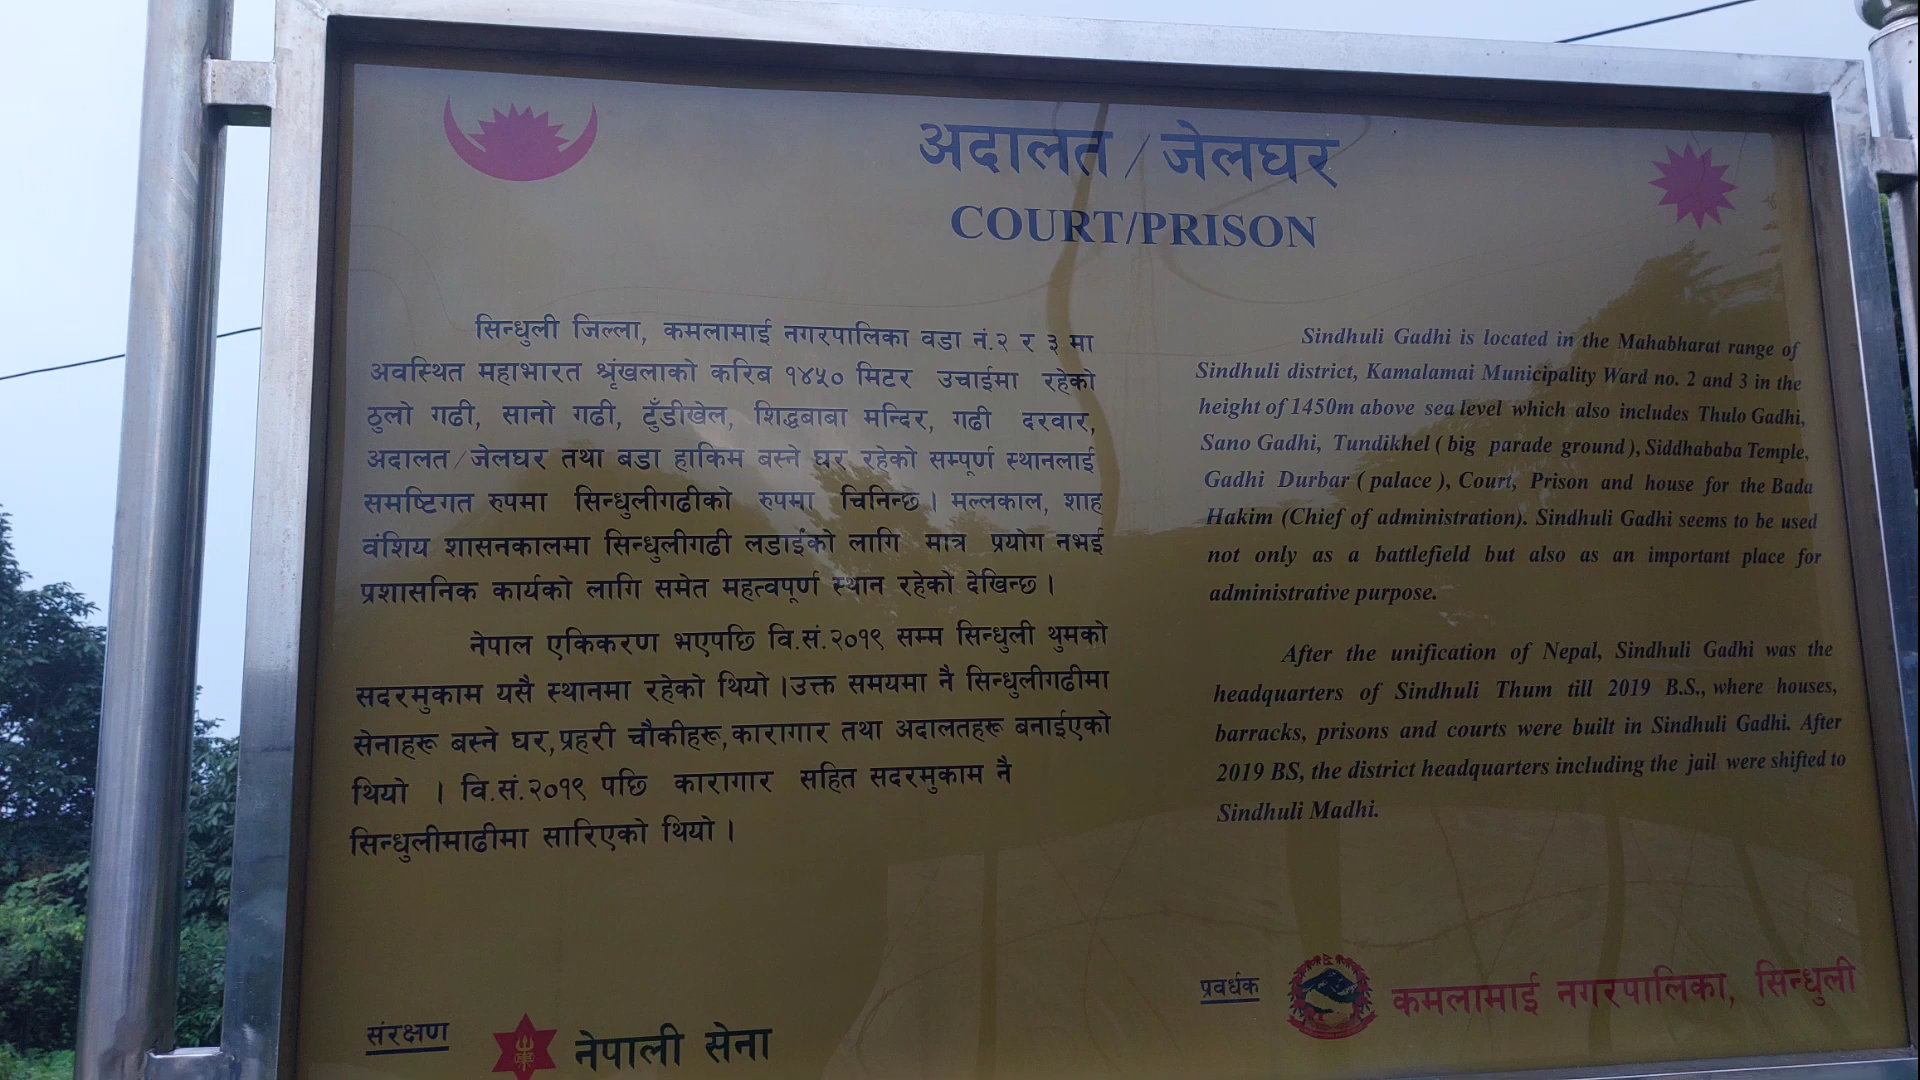 अदालत / जेलघर
COURT/PRISON
सिन्धुली जिल्ला, कमलामाई नगरपालिका वडा नं.२ र ३ मा
अवस्थित महाभारत श्रृंखलाको करिब १४५० मिटर उचाईमा रहेको
ठुलो गढी, सानो गढी, टुँडीखेल, शिद्धबाबा मन्दिर, गढी दरवार,
अदालत/जेलघर तथा बडा हाकिम बस्ने घर रहेको सम्पूर्ण स्थानलाई
समष्टिगत रुपमा सिन्धुलीगढीको रुपमा चिनिन्छ। मल्लकाल, शाह
वंशिय शासनकालमा सिन्धुलीगढी लडाईंको लागि मात्र प्रयोग नभई
प्रशासनिक कार्यको लागि समेत महत्वपूर्ण स्थान रहेको देखिन्छ।
नेपाल एकिकरण भएपछि वि.सं.२०१९ सम्म सिन्धुली थुमको
सदरमुकाम यसै स्थानमा रहेको थियो।उक्त समयमा नै सिन्धुलीगढीमा
सेनाहरू बस्ने घर,प्रहरी चौकीहरू,कारागार तथा अदालतहरू बनाईएको
थियो । वि.सं.२०१९ पछि कारागार सहित सदरमुकाम नै
सिन्धुलीमाढीमा सारिएको थियो।
Sindhuli Gadhi is located in the Mahabharat range of
Sindhuli district, Kamalamai Municipality Ward no. 2 and 3 in the
height of 1450m above sea level which also includes Thulo Gadhi,
Sano Gadhi, Tundikhel ( big parade ground), Siddhababa Temple,
Gadhi Durbar ( palace ), Court, Prison and house for the Bada
Hakim (Chief of administration). Sindhuli Gadhi seems to be used
not only as a battlefield but also as an important place for
administrative purpose.
After the unification of Nepal, Sindhuli Gadhi was the
headquarters of Sindhuli Thum till 2019 B.S., where houses,
barracks, prisons and courts were built in Sindhuli Gadhi. After
2019 BS, the district headquarters including the jail were shifted to
Sindhuli Madhi.
संरक्षण
नेपाली सेना
प्रवर्धक
कमलामाई नगरपालिका, सिन्धुली